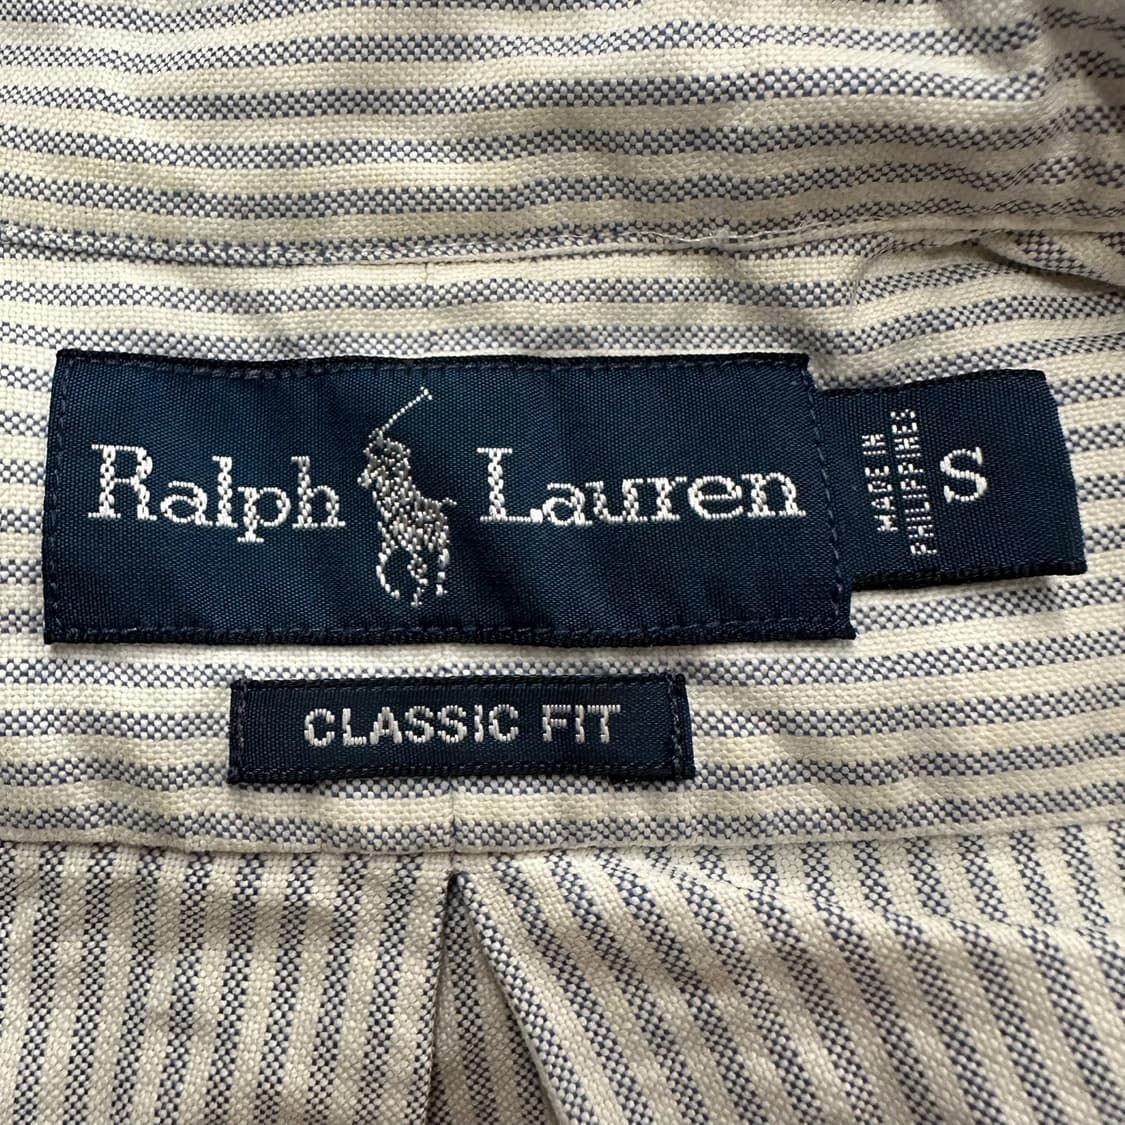 Ralph Lauren
MADE IN
PHILIPPINES
S
CLASSIC FIT